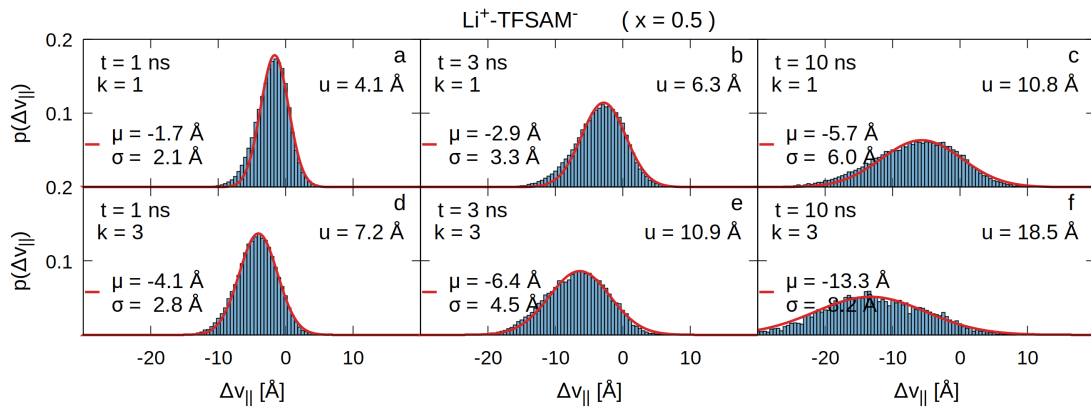 Li⁺-TFSAM⁻ ( x = 0.5)
p(Δv||)
0.2
0.1
0.2
a
t = 1 ns
k = 1
u = 4.1 Å
μ = -1.7 Å
σ = 2.1 Å
b
t = 3 ns
k = 1
u = 6.3 Å
μ = -2.9 Å
σ = 3.3 Å
c
t = 10 ns
k = 1
u = 10.8 Å
μ = -5.7 Å
σ = 6.0 Å
p(Δv||)
0.1
d
t = 1 ns
k = 3
u = 7.2 Å
μ = -4.1 Å
σ = 2.8 Å
e
t = 3 ns
k = 3
u = 10.9 Å
μ = -6.4 Å
σ = 4.5 Å
f
t = 10 ns
k = 3
u = 18.5 Å
μ = -13.3 Å
σ = 8.2 Å
-20 -10 0 10
-20 -10 0 10
-20 -10 0 10
Δv|| [Å]
Δv|| [Å]
Δv|| [Å]